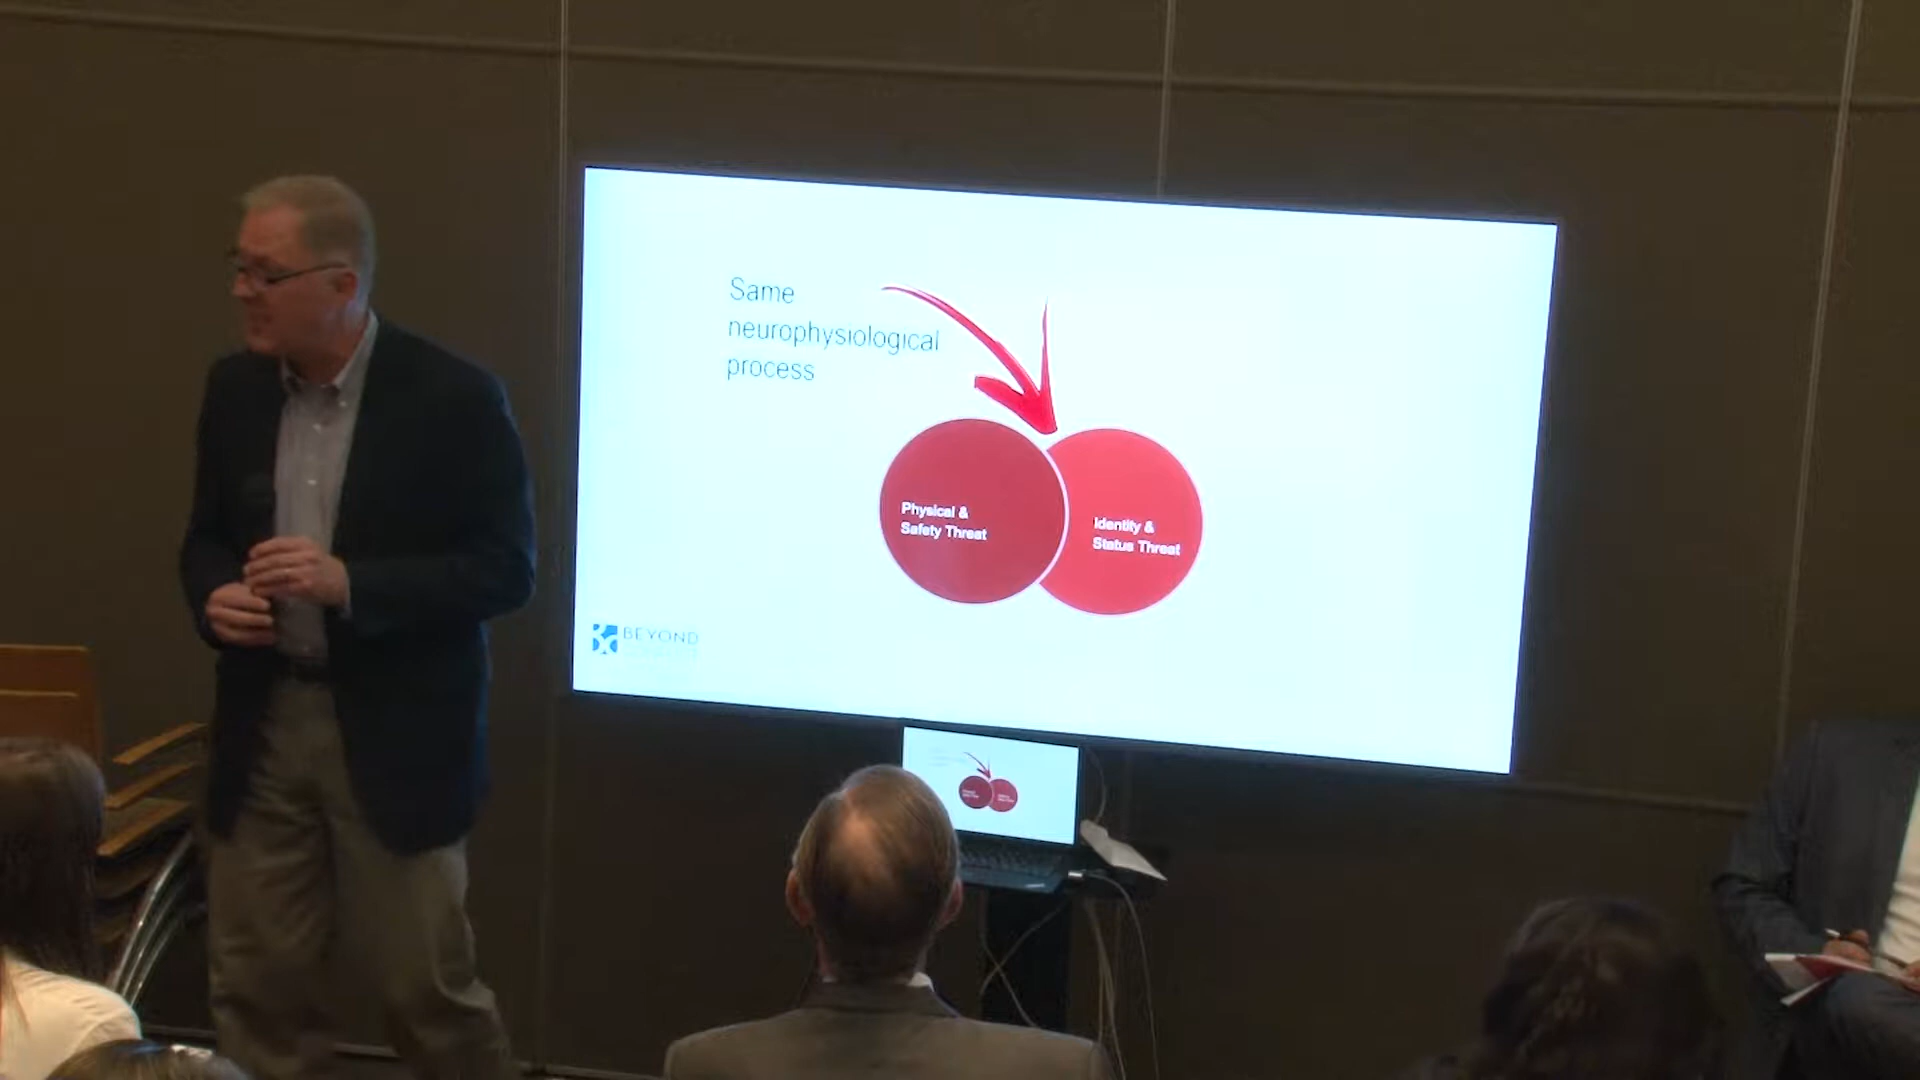 Same
neurophysiological
process
Physical &
Safety Threat
Identity &
Status Threat
BEYOND